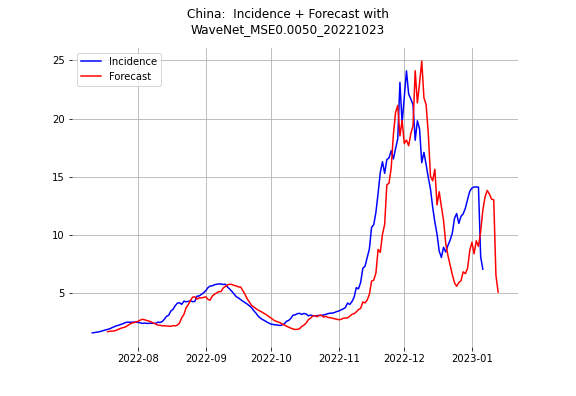 China:  Incidence + Forecast with
WaveNet_MSE0.0050_20221023
25
20
15
10
5
Incidence
Forecast
2022-08
2022-09
2022-10
2022-11
2022-12
2023-01